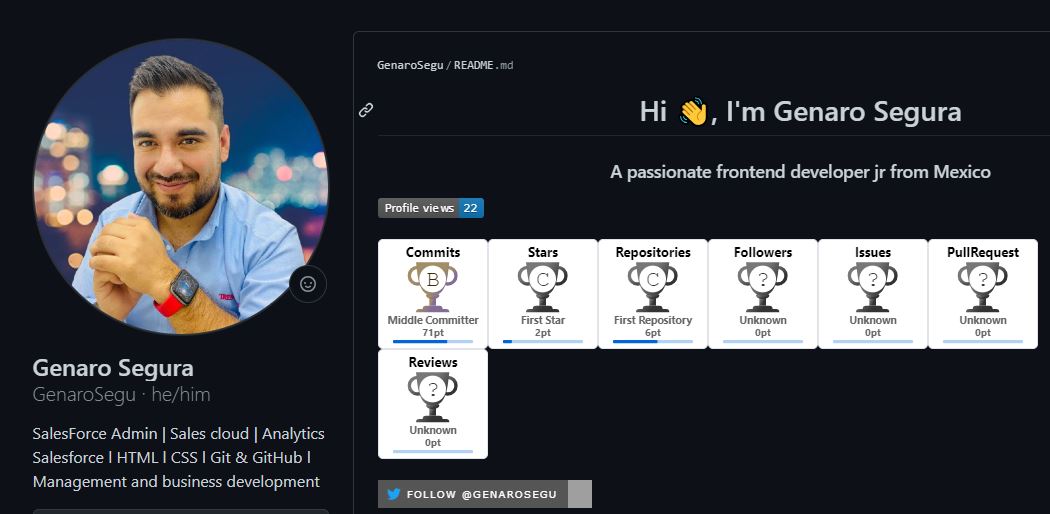 GenaroSegu/README.md
Hi 👋, I'm Genaro Segura
A passionate frontend developer jr from Mexico
Profile views 22
Commits Stars Repositories Followers Issues PullRequest
B C C ? ? ?
Middle Committer First Star First Repository Unknown Unknown Unknown
71pt 2pt 6pt 0pt 0pt 0pt
Reviews
?
Unknown
0pt
FOLLOW @GENAROSEGU
Genaro Segura
GenaroSegu · he/him
SalesForce Admin | Sales cloud | Analytics
Salesforce l HTML l CSS l Git & GitHub l
Management and business development